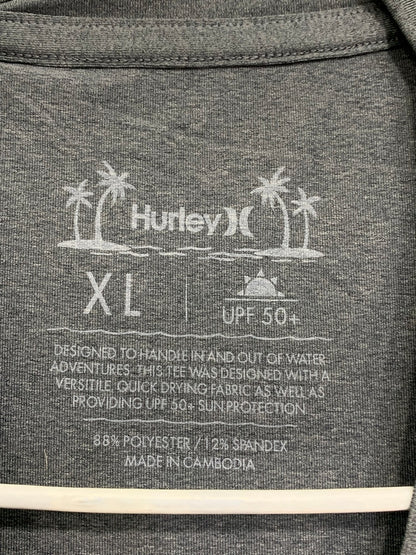 Hurley
XL
UPF 50+
DESIGNED TO HANDLE IN AND OUT OF WATER
ADVENTURES. THIS TEE WAS DESIGNED WITH A
VERSITILE, QUICK DRYING FABRIC AS WELL AS
PROVIDING UPF 50+ SUN PROTECTION.
88% POLYESTER / 12% SPANDEX
MADE IN CAMBODIA